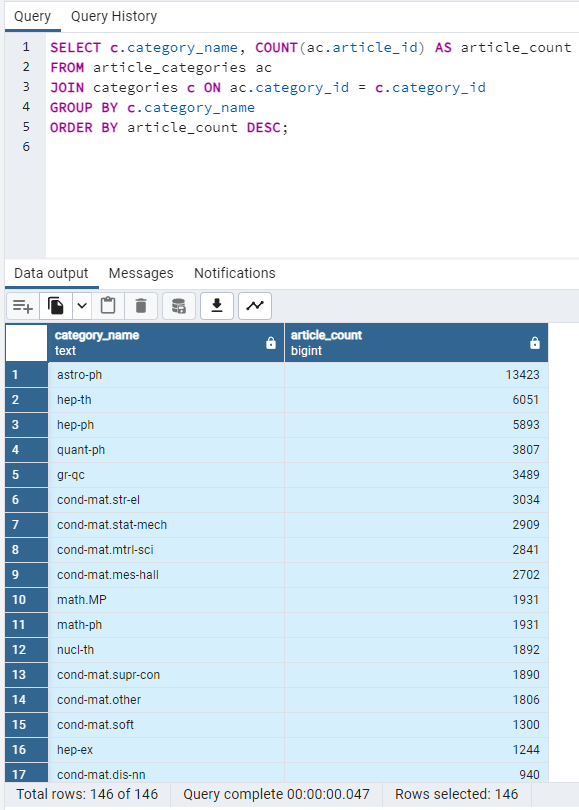 Query Query History
1 SELECT c.category_name, COUNT(ac.article_id) AS article_count
2 FROM article_categories ac
3 JOIN categories c ON ac.category_id = c.category_id
4 GROUP BY c.category_name
5 ORDER BY article_count DESC;
6
Data output Messages Notifications
category_name article_count
text bigint
1 astro-ph 13423
2 hep-th 6051
3 hep-ph 5893
4 quant-ph 3807
5 gr-qc 3489
6 cond-mat.str-el 3034
7 cond-mat.stat-mech 2909
8 cond-mat.mtrl-sci 2841
9 cond-mat.mes-hall 2702
10 math.MP 1931
11 math-ph 1931
12 nucl-th 1892
13 cond-mat.supr-con 1890
14 cond-mat.other 1806
15 cond-mat.soft 1300
16 hep-ex 1244
17 cond-mat.dis-nn 940
Total rows: 146 of 146 Query complete 00:00:00.047 Rows selected: 146